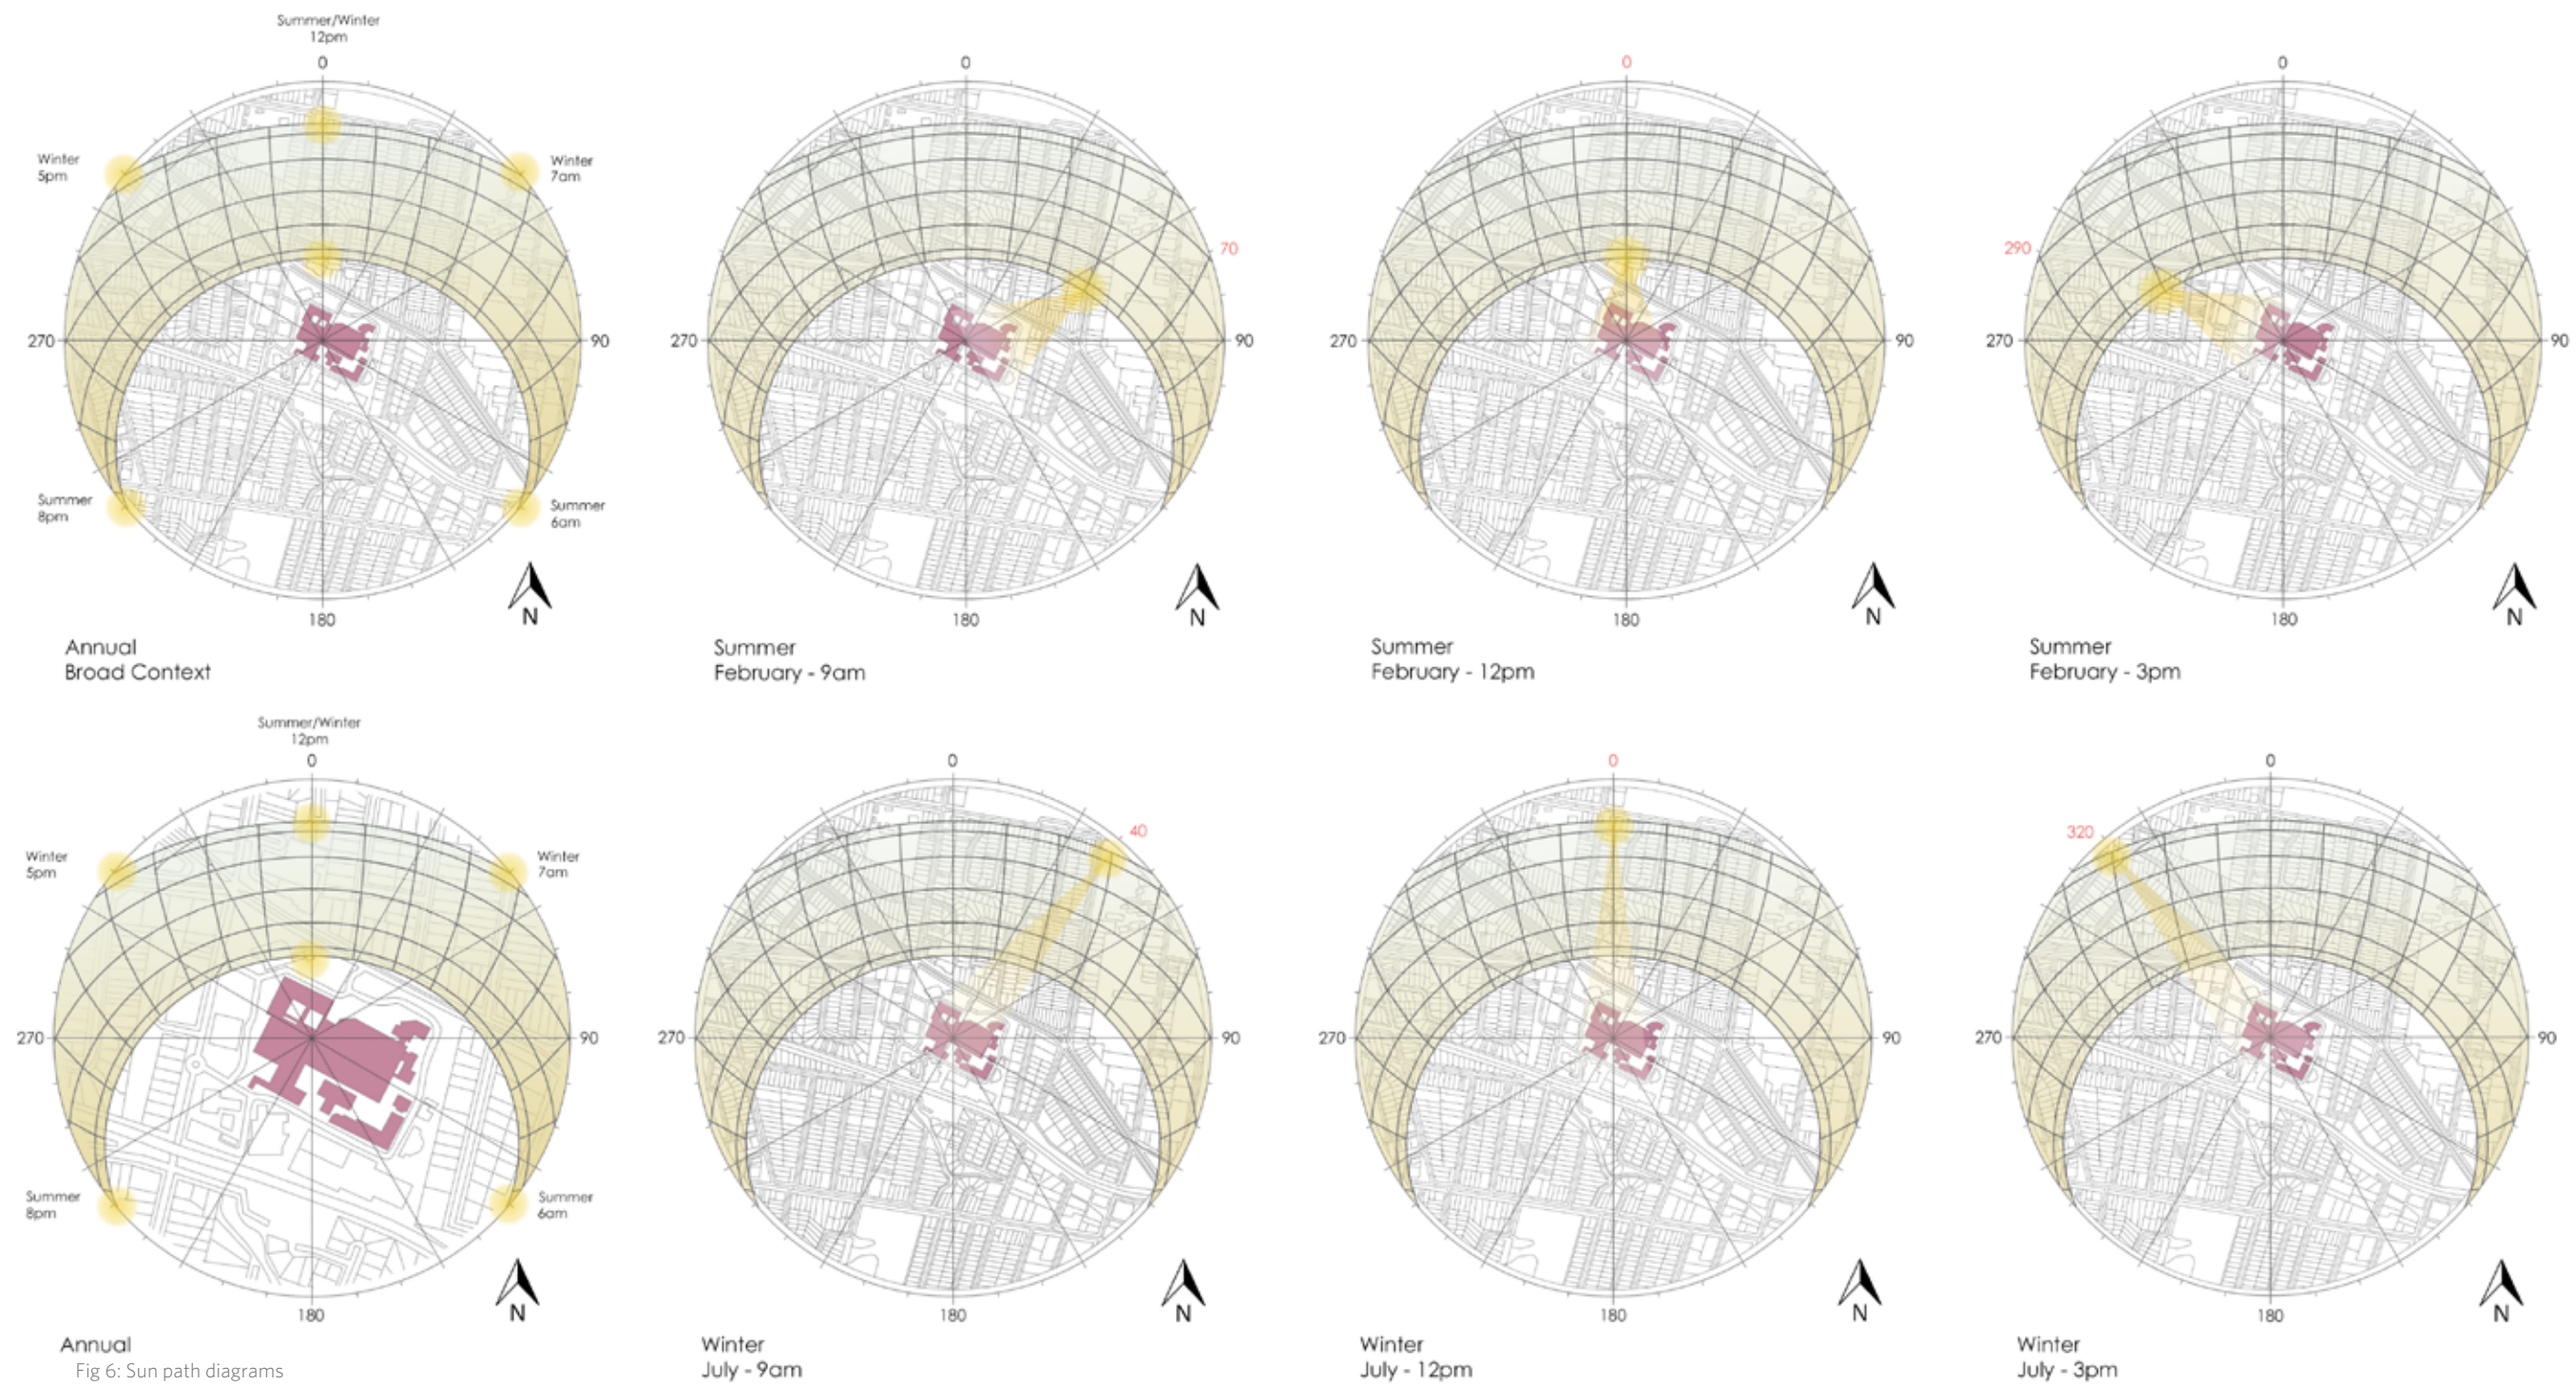 Summer/Winter
12pm
0
Winter
5pm
Winter
7am
270
90
Summer
8pm
Summer
6am
N
180
Annual
Broad Context
0
70
270
90
N
180
Summer
February - 9am
0
270
90
N
180
Summer
February - 12pm
0
290
270
90
N
180
Summer
February - 3pm
Summer/Winter
12pm
0
Winter
5pm
Winter
7am
270
90
Summer
8pm
Summer
6am
N
180
Annual
Fig 6: Sun path diagrams
0
40
270
90
N
180
Winter
July - 9am
0
270
90
N
180
Winter
July - 12pm
0
320
270
90
N
180
Winter
July - 3pm